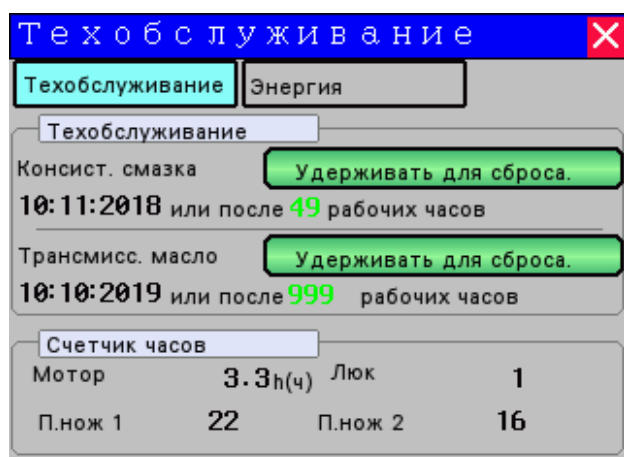 Техобслуживание
Техобслуживание Энергия
Техобслуживание
Консист. смазка Удерживать для сброса.
10:11:2018 или после 49 рабочих часов
Трансмисс. масло Удерживать для сброса.
10:10:2019 или после 999 рабочих часов
Счетчик часов
Мотор 3.3h(ч) Люк 1
П.нож 1 22 П.нож 2 16